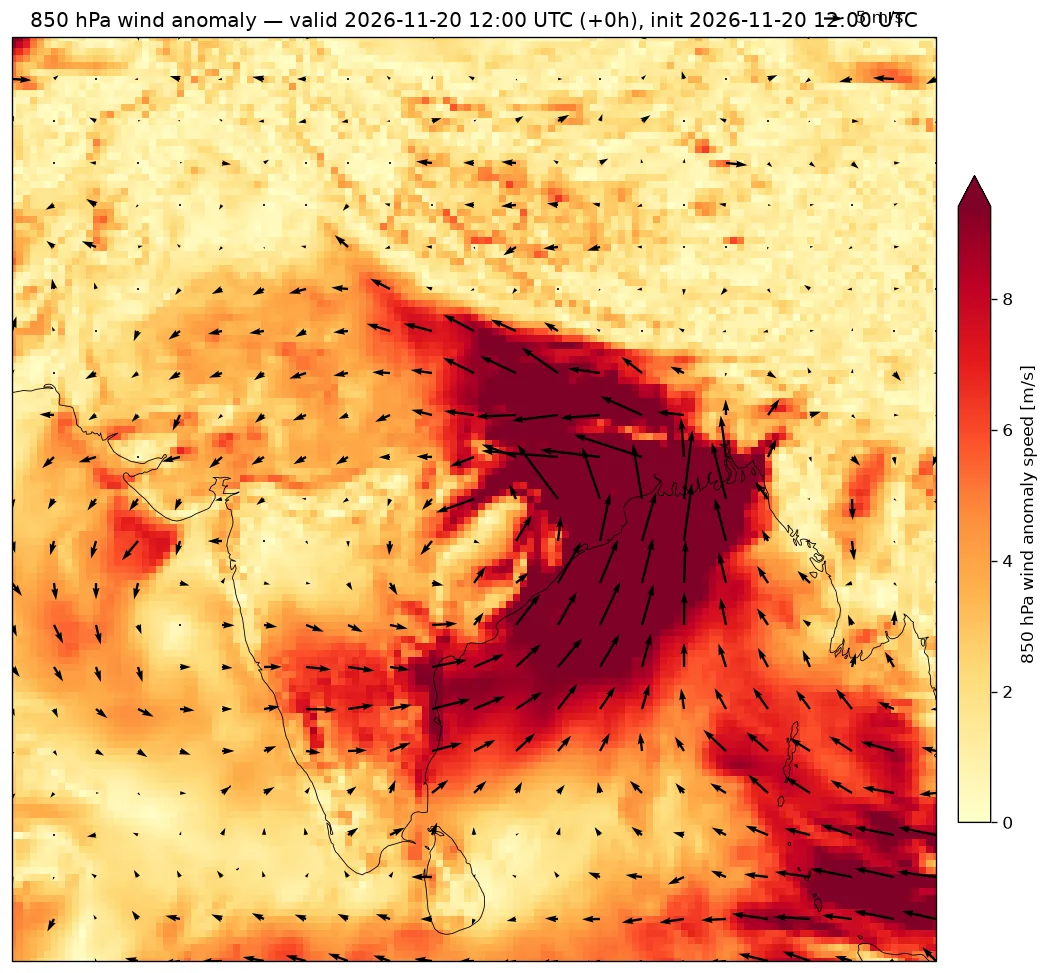 850 hPa wind anomaly — valid 2026-11-20 12:00 UTC (+0h), init 2026-11-20 12:00 UTC
5 m/s
8
6
4
2
0
850 hPa wind anomaly speed [m/s]